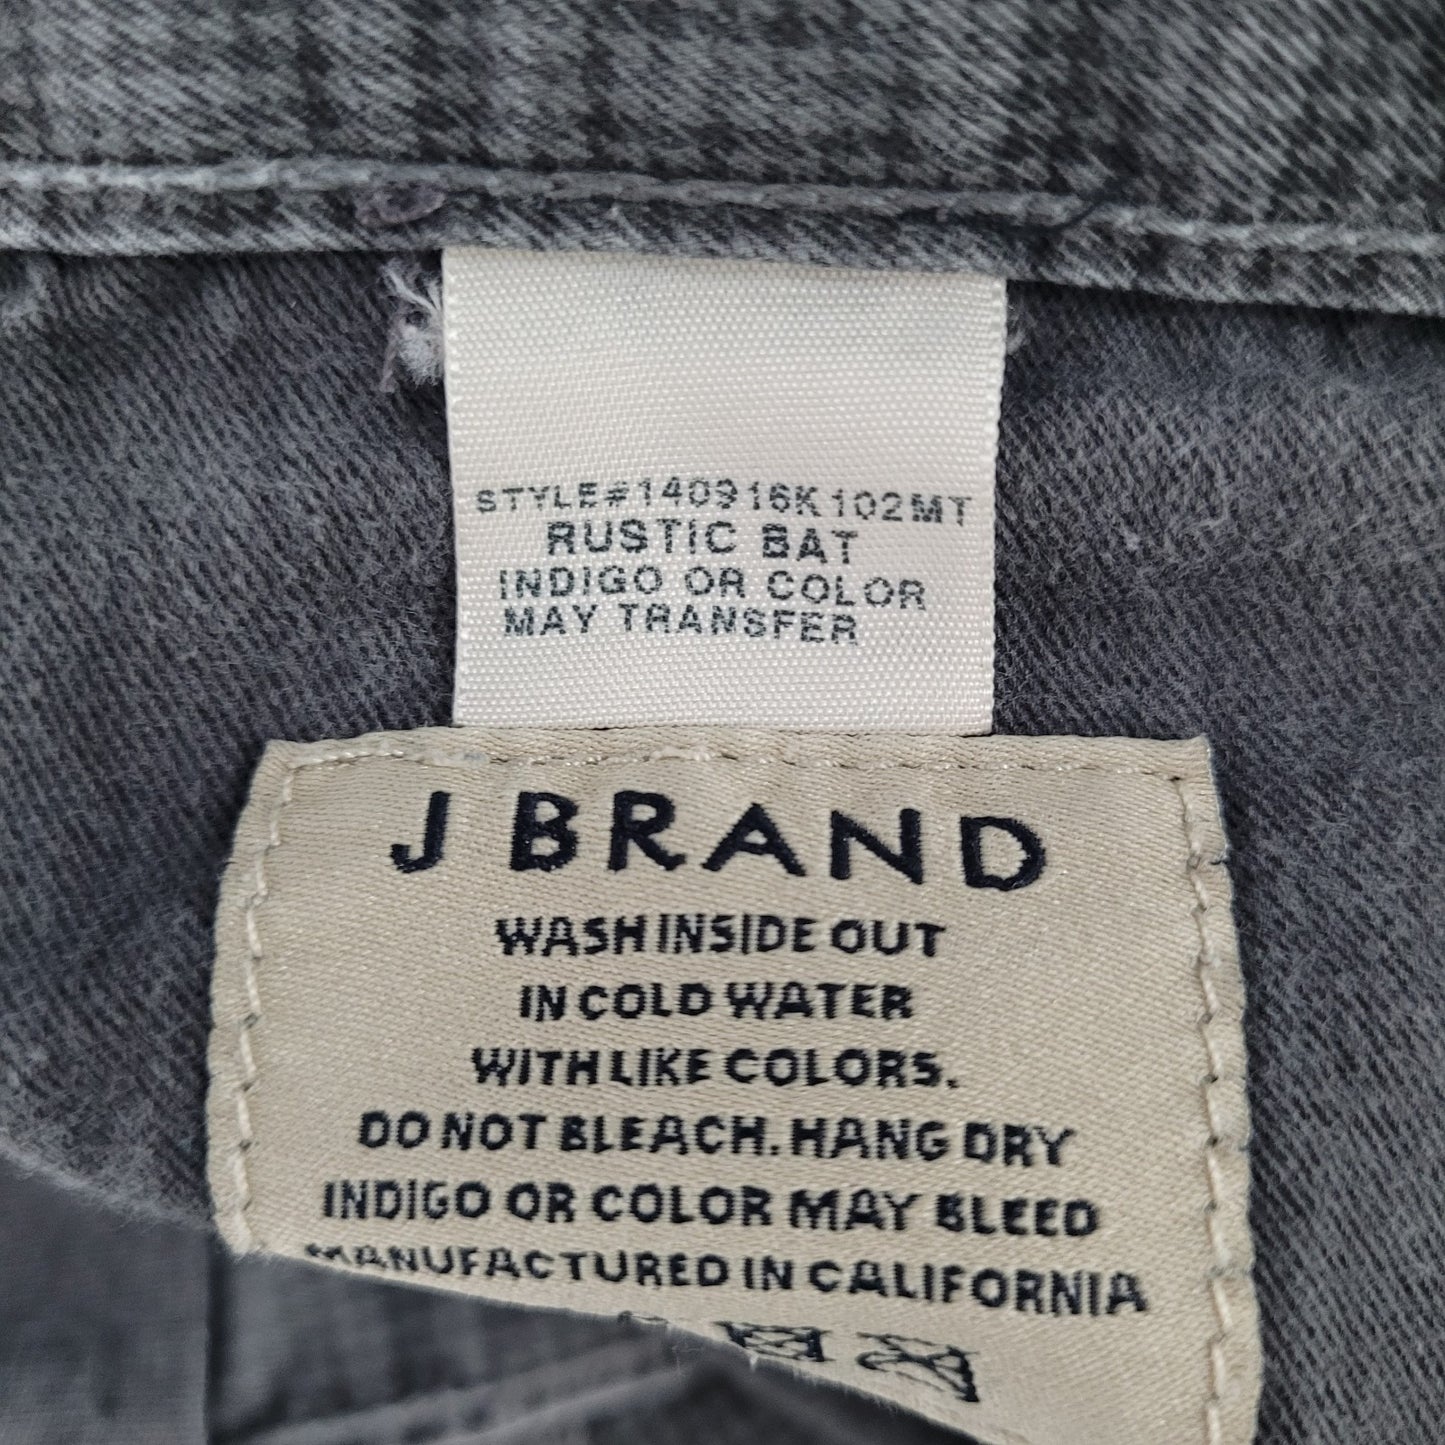 STYLE#140916K102MT
RUSTIC BAT
INDIGO OR COLOR
MAY TRANSFER
J BRAND
WASH INSIDE OUT
IN COLD WATER
WITH LIKE COLORS.
DO NOT BLEACH. HANG DRY
INDIGO OR COLOR MAY BLEED
MANUFACTURED IN CALIFORNIA